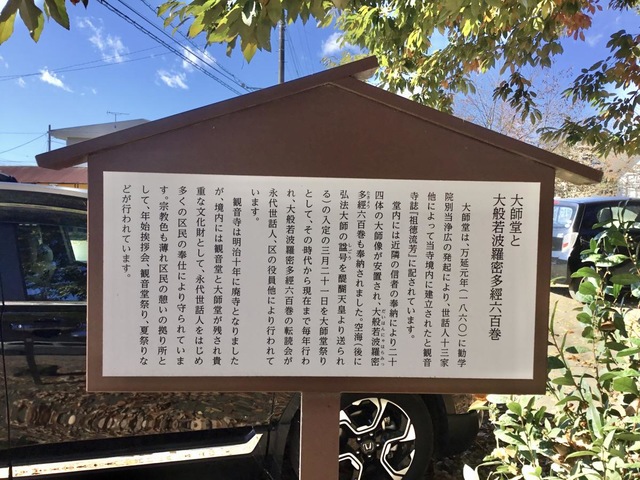 大師堂と
大般若波羅密多經六百巻
大師堂は、万延元年（一八六〇）に勧学
院別当浄広の発起により、世話人十三家
他によって当寺境内に建立されたと観音
寺誌『祖徳流芳』に記されています。
堂内には近隣の信者の奉納により二十
四体の大師像が安置され、大般若波羅密
多經六百巻も奉納されました。空海（後に
弘法大師の諡号を醍醐天皇より送られ
る）の入定の三月二十一日を大師堂祭り
として、その時代から現在まで毎年行わ
れ、大般若波羅密多經六百巻の転読会が
永代世話人、区の役員他により行われて
います。
観音寺は明治十年に廃寺となりました
が、境内には観音堂と大師堂が残され貴
重な文化財として、永代世話人をはじめ
多くの区民の奉仕により守られていま
す。宗教色も薄れ区民の憩いの拠り所と
して、年始挨拶会、観音堂祭り、夏祭りな
どが行われています。